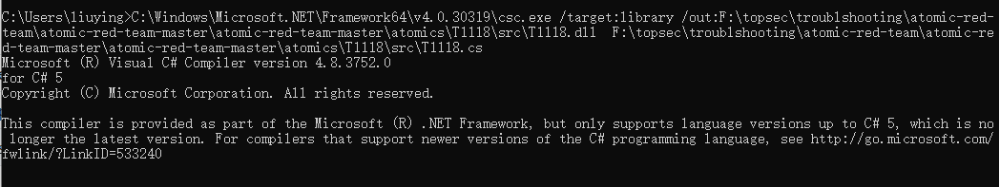 C:\Users\liuying>C:\Windows\Microsoft.NET\Framework64\v4.0.30319\csc.exe /target:library /out:F:\topsec\troublshooting\atomic-red-
team\atomic-red-team-master\atomic-red-team-master\atomics\T1118\src\T1118.dll  F:\topsec\troublshooting\atomic-red-team\atomic-re
d-team-master\atomic-red-team-master\atomics\T1118\src\T1118.cs
Microsoft (R) Visual C# Compiler version 4.8.3752.0
for C# 5
Copyright (C) Microsoft Corporation. All rights reserved.
This compiler is provided as part of the Microsoft (R) .NET Framework, but only supports language versions up to C# 5, which is no
longer the latest version. For compilers that support newer versions of the C# programming language, see http://go.microsoft.com/
fwlink/?LinkID=533240